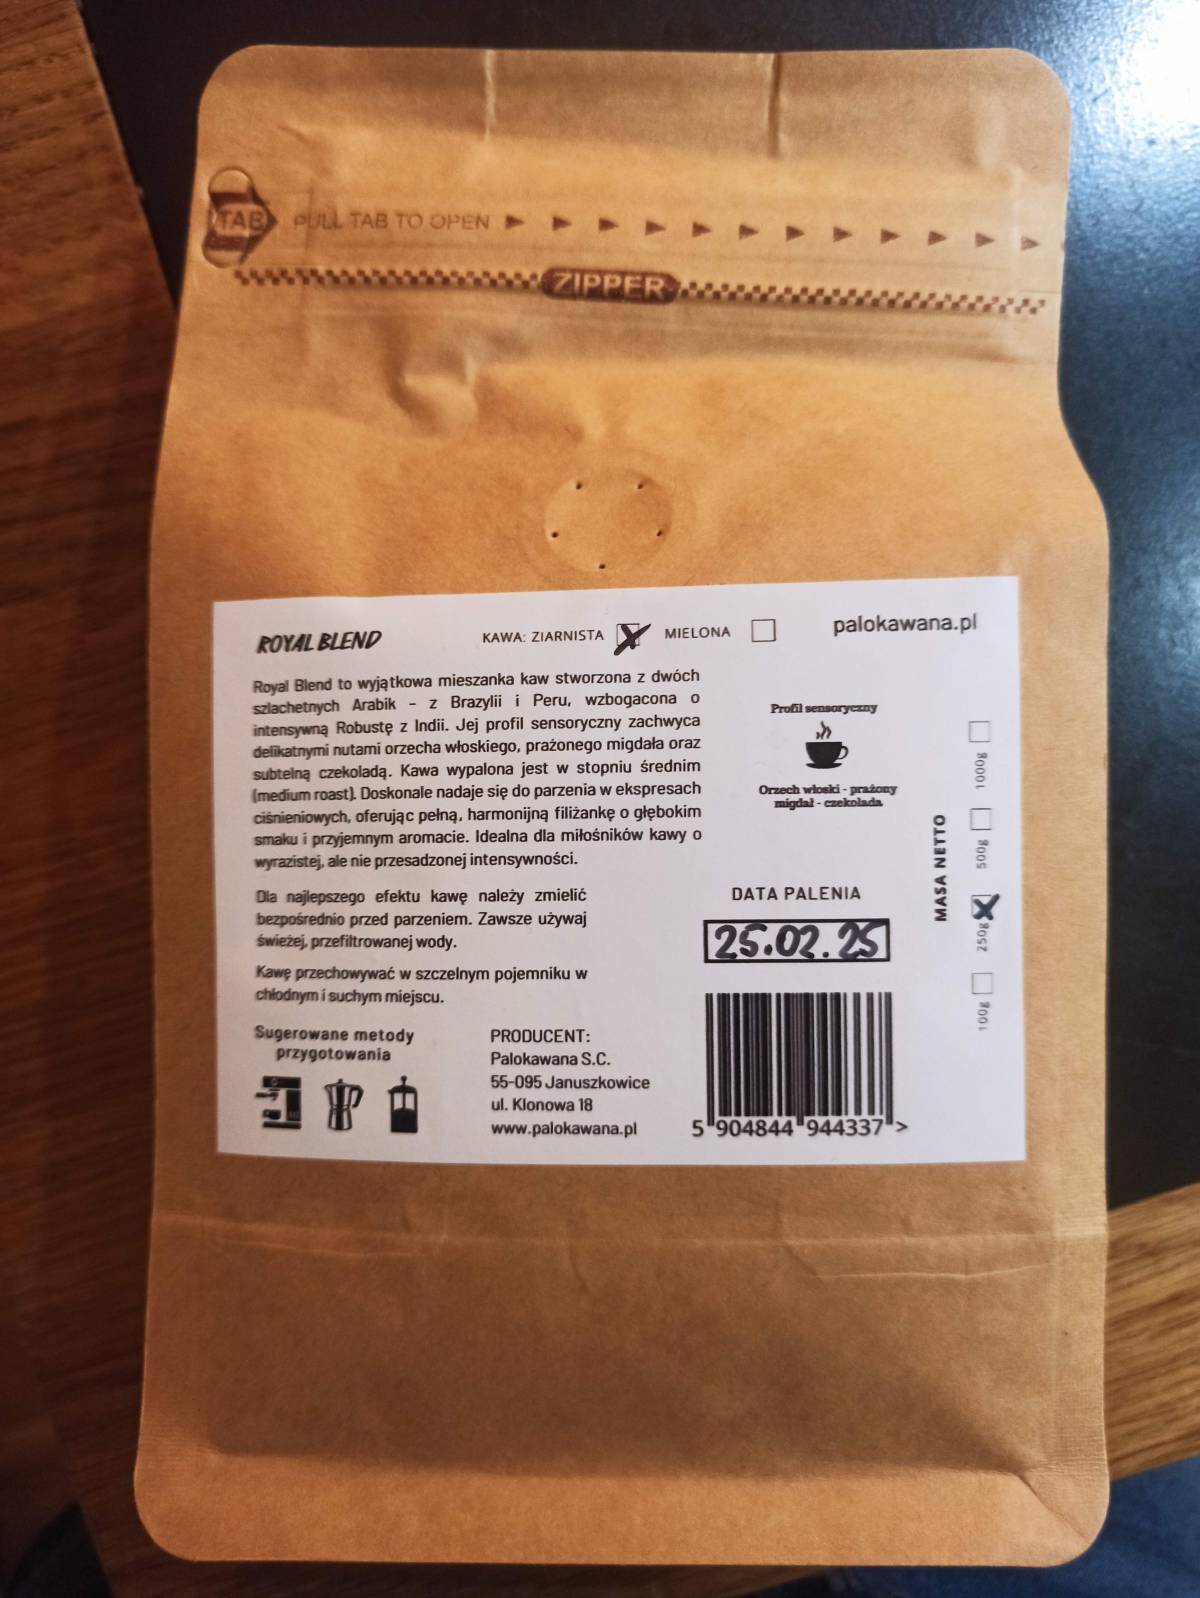 TAB PULL TAB TO OPEN
ZIPPER
ROYAL BLEND
KAWA: ZIARNISTA MIELONA
palokawana.pl
Royal Blend to wyjątkowa mieszanka kaw stworzona z dwóch
szlachetnych Arabik – z Brazylii i Peru, wzbogacona o
intensywną Robustę z Indii. Jej profil sensoryczny zachwyca
delikatnymi nutami orzecha włoskiego, prażonego migdała oraz
subtelną czekoladą. Kawa wypalona jest w stopniu średnim
(medium roast). Doskonale nadaje się do parzenia w ekspresach
ciśnieniowych, oferując pełną, harmonijną filiżankę o głębokim
smaku i przyjemnym aromacie. Idealna dla miłośników kawy o
wyrazistej, ale nie przesadzonej intensywności.
Dla najlepszego efektu kawę należy zmielić
bezpośrednio przed parzeniem. Zawsze używaj
świeżej, przefiltrowanej wody.
Kawę przechowywać w szczelnym pojemniku w
chłodnym i suchym miejscu.
Sugerowane metody
przygotowania
PRODUCENT:
Palokawana S.C.
55-095 Januszkowice
ul. Klonowa 18
www.palokawana.pl
Profil sensoryczny
Orzech włoski - prażony
migdał - czekolada
DATA PALENIA
25.02.25
5 904844 944337 >
MASA NETTO
100g 250g 500g 1000g